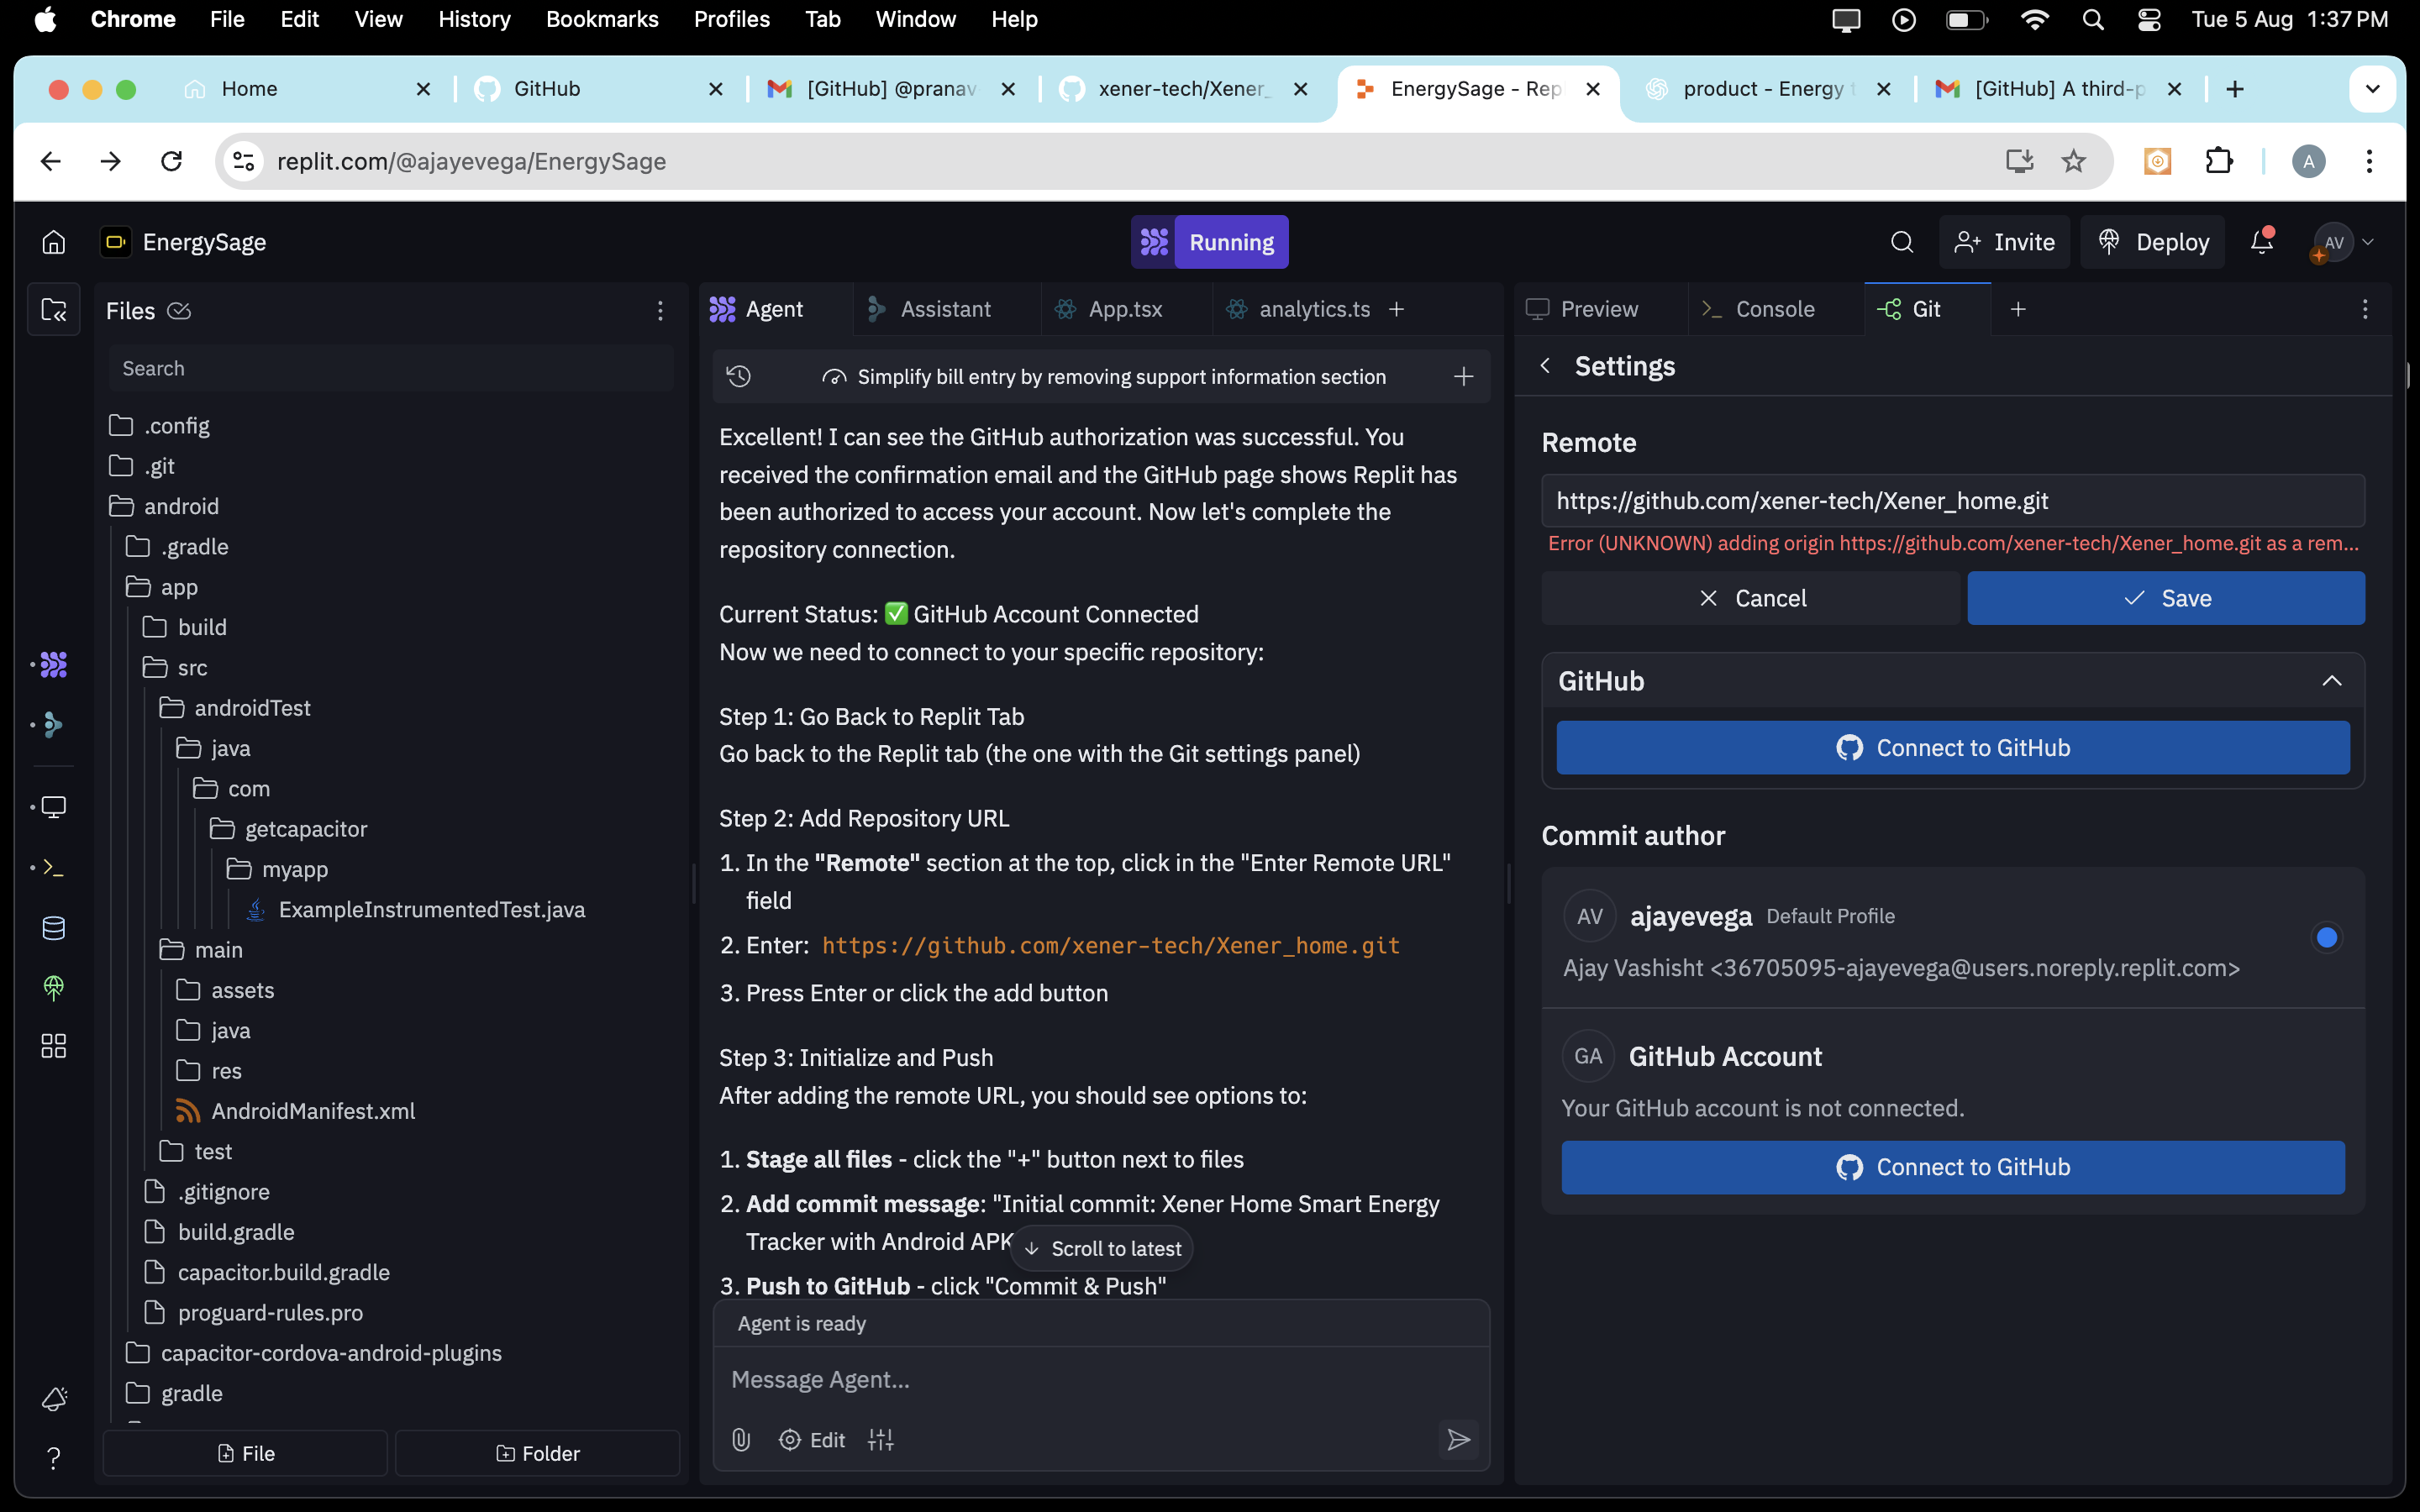 Chrome File Edit View History Bookmarks Profiles Tab Window Help Tue 5 Aug 1:37 PM
Home GitHub [GitHub] @pranav xener-tech/Xener_ EnergySage - Rep product - Energy [GitHub] A third-p
replit.com/@ajayevega/EnergySage A
EnergySage Running Invite Deploy AV
Files
Search
.config
.git
android
.gradle
app
build
src
androidTest
java
com
getcapacitor
myapp
ExampleInstrumentedTest.java
main
assets
java
res
AndroidManifest.xml
test
.gitignore
build.gradle
capacitor.build.gradle
proguard-rules.pro
capacitor-cordova-android-plugins
gradle
File Folder
Agent Assistant App.tsx analytics.ts
Simplify bill entry by removing support information section
Excellent! I can see the GitHub authorization was successful. You
received the confirmation email and the GitHub page shows Replit has
been authorized to access your account. Now let's complete the
repository connection.
Current Status: ✅ GitHub Account Connected
Now we need to connect to your specific repository:
Step 1: Go Back to Replit Tab
Go back to the Replit tab (the one with the Git settings panel)
Step 2: Add Repository URL
1. In the "Remote" section at the top, click in the "Enter Remote URL"
field
2. Enter: https://github.com/xener-tech/Xener_home.git
3. Press Enter or click the add button
Step 3: Initialize and Push
After adding the remote URL, you should see options to:
1. Stage all files - click the "+" button next to files
2. Add commit message: "Initial commit: Xener Home Smart Energy
Tracker with Android APK
Scroll to latest
3. Push to GitHub - click "Commit & Push"
Agent is ready
Message Agent...
Edit
Preview Console Git
Settings
Remote
https://github.com/xener-tech/Xener_home.git
Error (UNKNOWN) adding origin https://github.com/xener-tech/Xener_home.git as a rem...
Cancel Save
GitHub
Connect to GitHub
Commit author
AV ajayevega Default Profile
Ajay Vashisht <36705095-ajayevega@users.noreply.replit.com>
GA GitHub Account
Your GitHub account is not connected.
Connect to GitHub